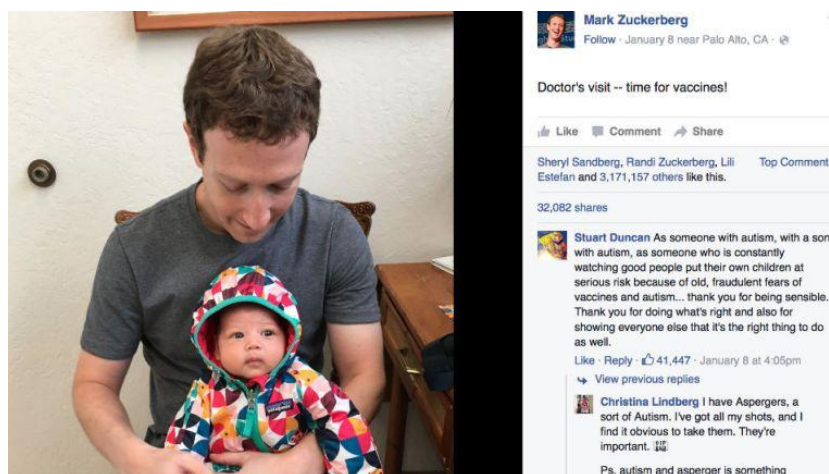 Mark Zuckerberg
Follow · January 8 near Palo Alto, CA ·
Doctor's visit -- time for vaccines!
Like Comment Share
Sheryl Sandberg, Randi Zuckerberg, Lili Top Comment
Estefan and 3,171,157 others like this.
32,082 shares
Stuart Duncan As someone with autism, with a son
with autism, as someone who is constantly
watching good people put their own children at
serious risk because of old, fraudulent fears of
vaccines and autism... thank you for being sensible.
Thank you for doing what's right and also for
showing everyone else that it's the right thing to do
as well.
Like · Reply · 41,447 · January 8 at 4:05pm
View previous replies
Christina Lindberg I have Aspergers, a
sort of Autism. I've got all my shots, and I
find it obvious to take them. They're
important.
Ps. autism and asperger is something
patagonia